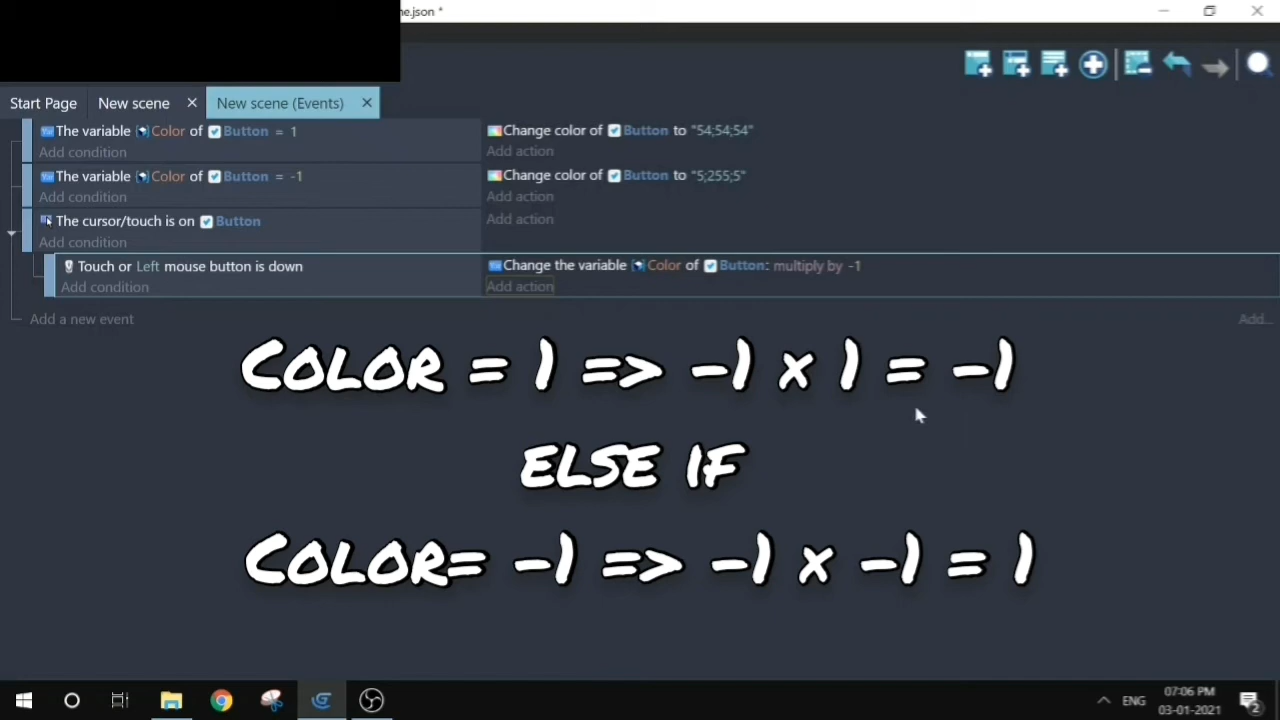 ne.json *
Start Page New scene × New scene (Events) ×
The variable Color of Button = 1 Change color of Button to "54;54;54"
Add condition Add action
The variable Color of Button = -1 Change color of Button to "5;255;5"
Add condition Add action
The cursor/touch is on Button Add action
Add condition
Touch or Left mouse button is down Change the variable Color of Button: multiply by -1
Add condition Add action
Add a new event Add...
COLOR = 1 => -1 x 1 = -1
ELSE IF
COLOR= -1 => -1 x -1 = 1
ENG 07:06 PM
03-01-2021 2